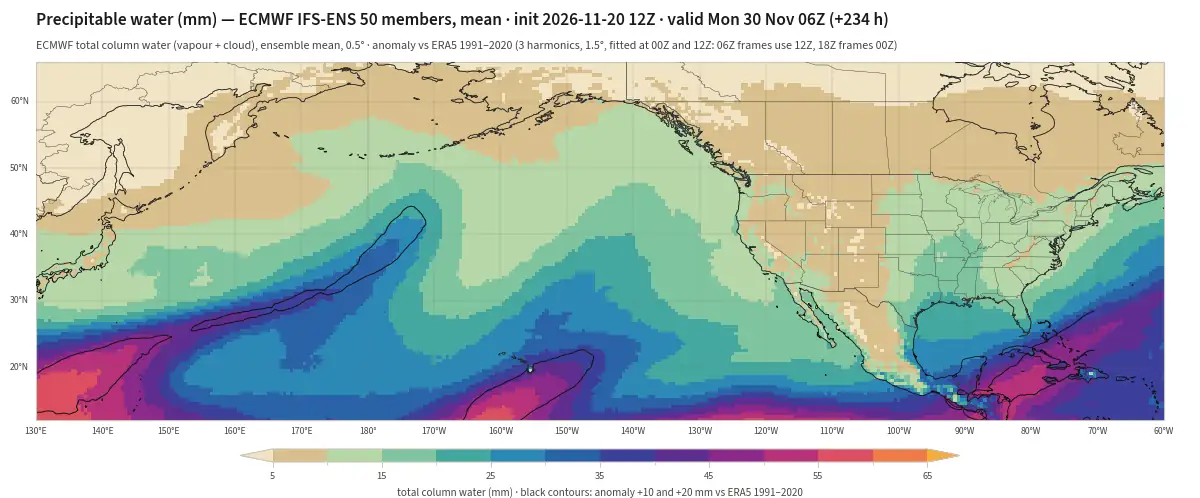 Precipitable water (mm) — ECMWF IFS-ENS 50 members, mean · init 2026-11-20 12Z · valid Mon 30 Nov 06Z (+234 h)
ECMWF total column water (vapour + cloud), ensemble mean, 0.5° · anomaly vs ERA5 1991–2020 (3 harmonics, 1.5°, fitted at 00Z and 12Z: 06Z frames use 12Z, 18Z frames 00Z)
60°N
50°N
40°N
30°N
20°N
130°E 140°E 150°E 160°E 170°E 180° 170°W 160°W 150°W 140°W 130°W 120°W 110°W 100°W 90°W 80°W 70°W 60°W
5 15 25 35 45 55 65
total column water (mm) · black contours: anomaly +10 and +20 mm vs ERA5 1991–2020